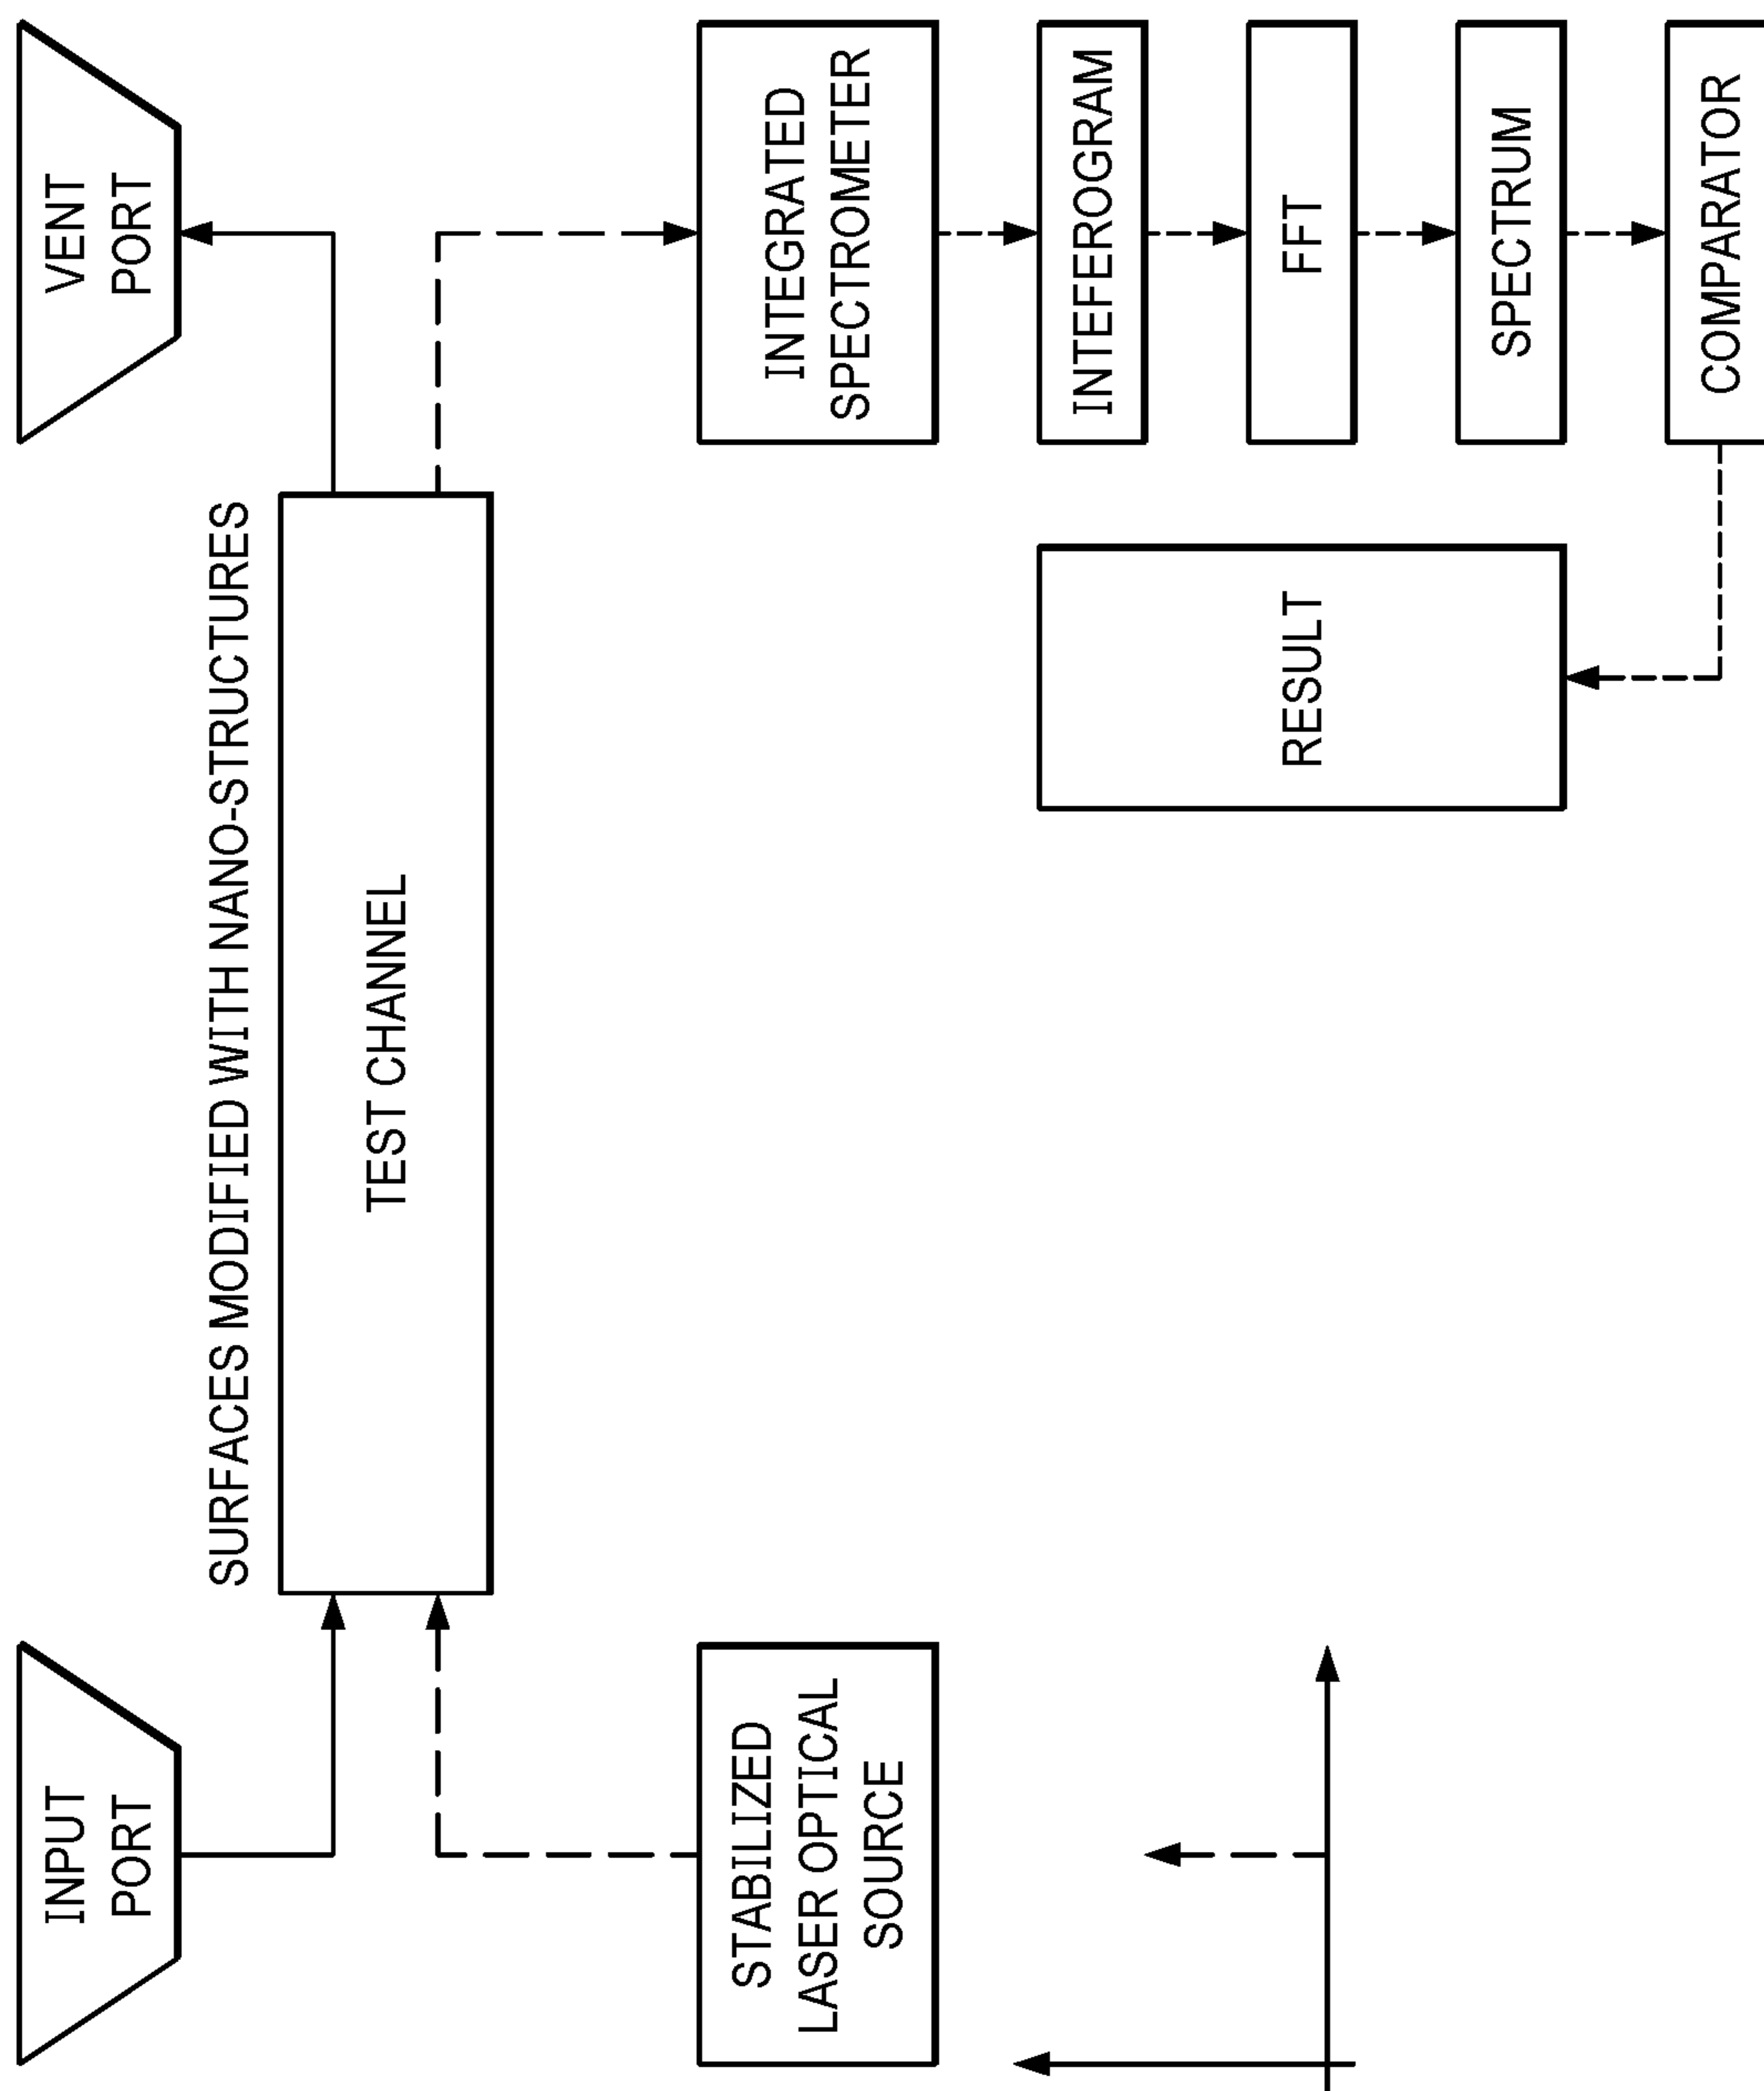 INPUT
PORT
VENT
PORT
SURFACES MODIFIED WITH NANO-STRUCTURES
TEST CHANNEL
STABILIZED
LASER OPTICAL
SOURCE
INTEGRATED
SPECTROMETER
INTEFEROGRAM
FFT
SPECTRUM
COMPARATOR
RESULT